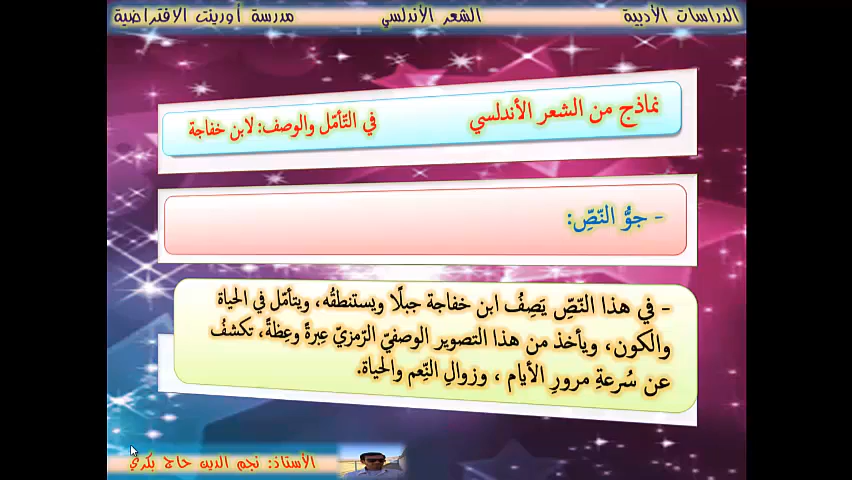 الدراسات الأدبية الشعر الأندلسي مدرسة أورينت الافتراضية
نماذج من الشعر الأندلسي في التّأمّل والوصف: لابن خفاجة
- جوُّ النّصِّ:
- في هذا النّصِّ يَصِفُ ابن خفاجة جبلًا ويستنطقُه، ويتأمّل في الحياة
والكون، ويأخذ من هذا التصوير الوصفيّ الرّمزيّ عِبرةً وعِظةً، تكشفُ
عن سُرعةِ مرورِ الأيام ، وزوالِ النِّعم والحياة.
الأستاذ: نجم الدين حاج بكري